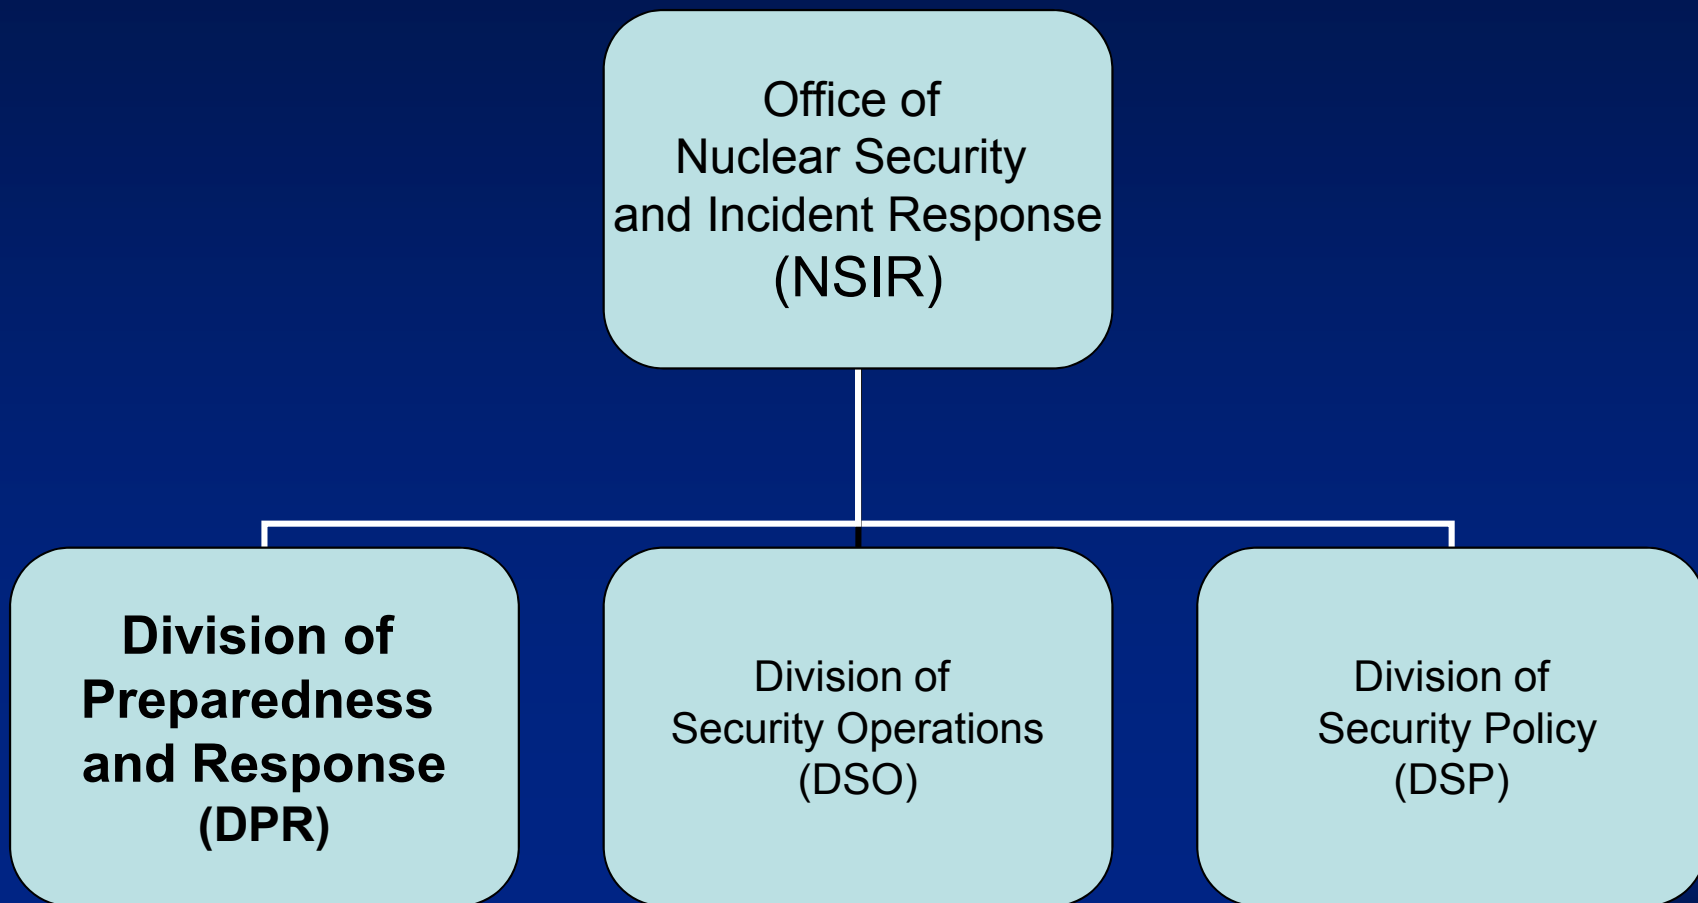 Office of
Nuclear Security
and Incident Response
(NSIR)
Division of
Preparedness
and Response
(DPR)
Division of
Security Operations
(DSO)
Division of
Security Policy
(DSP)